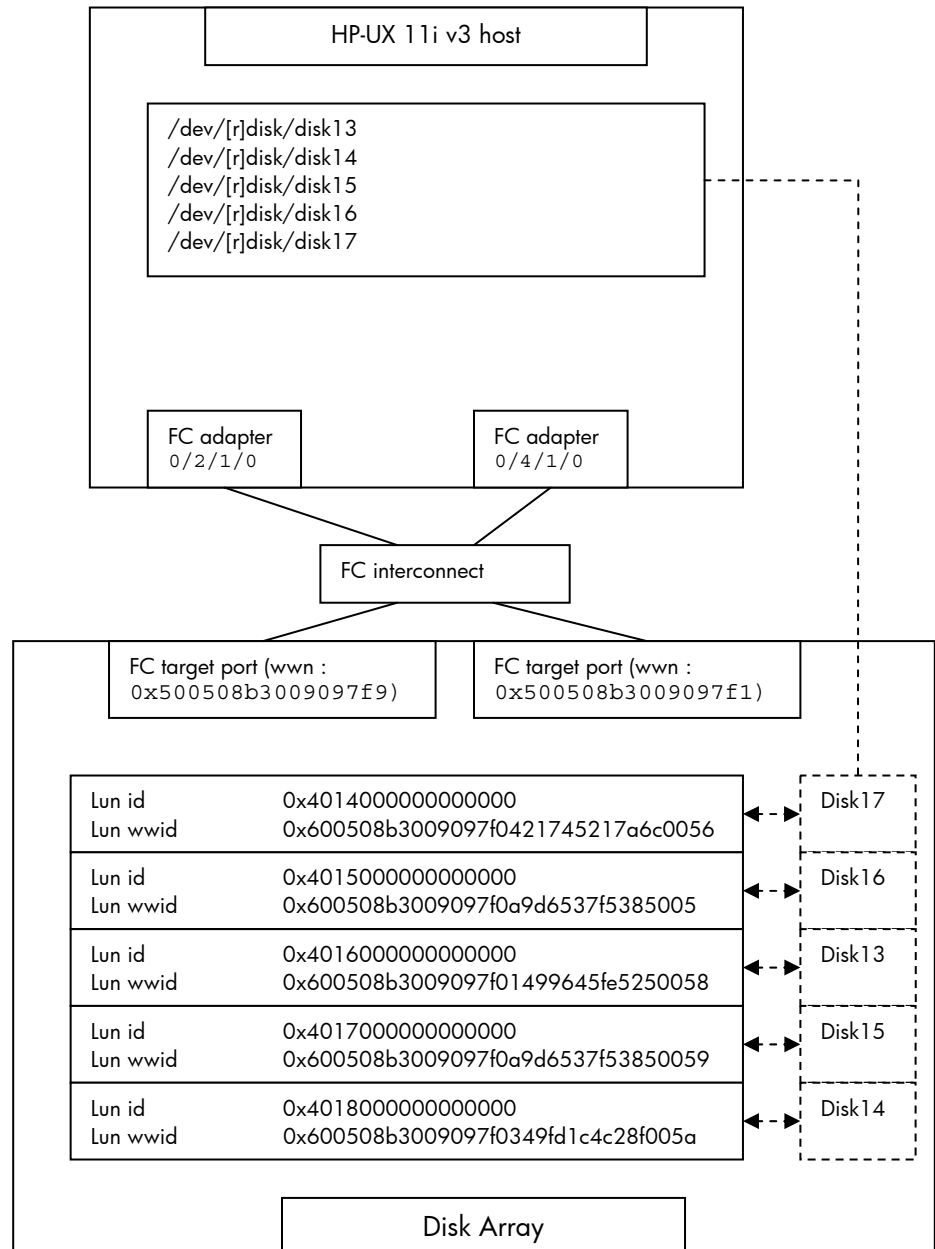 HP-UX 11i v3 host
/dev/[r]disk/disk13
/dev/[r]disk/disk14
/dev/[r]disk/disk15
/dev/[r]disk/disk16
/dev/[r]disk/disk17
FC adapter
0/2/1/0
FC adapter
0/4/1/0
FC interconnect
FC target port (wwn :
0x500508b3009097f9)
FC target port (wwn :
0x500508b3009097f1)
Lun id 0x4014000000000000 Disk17
Lun wwid 0x600508b3009097f0421745217a6c0056
Lun id 0x4015000000000000 Disk16
Lun wwid 0x600508b3009097f0a9d6537f5385005
Lun id 0x4016000000000000 Disk13
Lun wwid 0x600508b3009097f01499645fe5250058
Lun id 0x4017000000000000 Disk15
Lun wwid 0x600508b3009097f0a9d6537f53850059
Lun id 0x4018000000000000 Disk14
Lun wwid 0x600508b3009097f0349fd1c4c28f005a
Disk Array